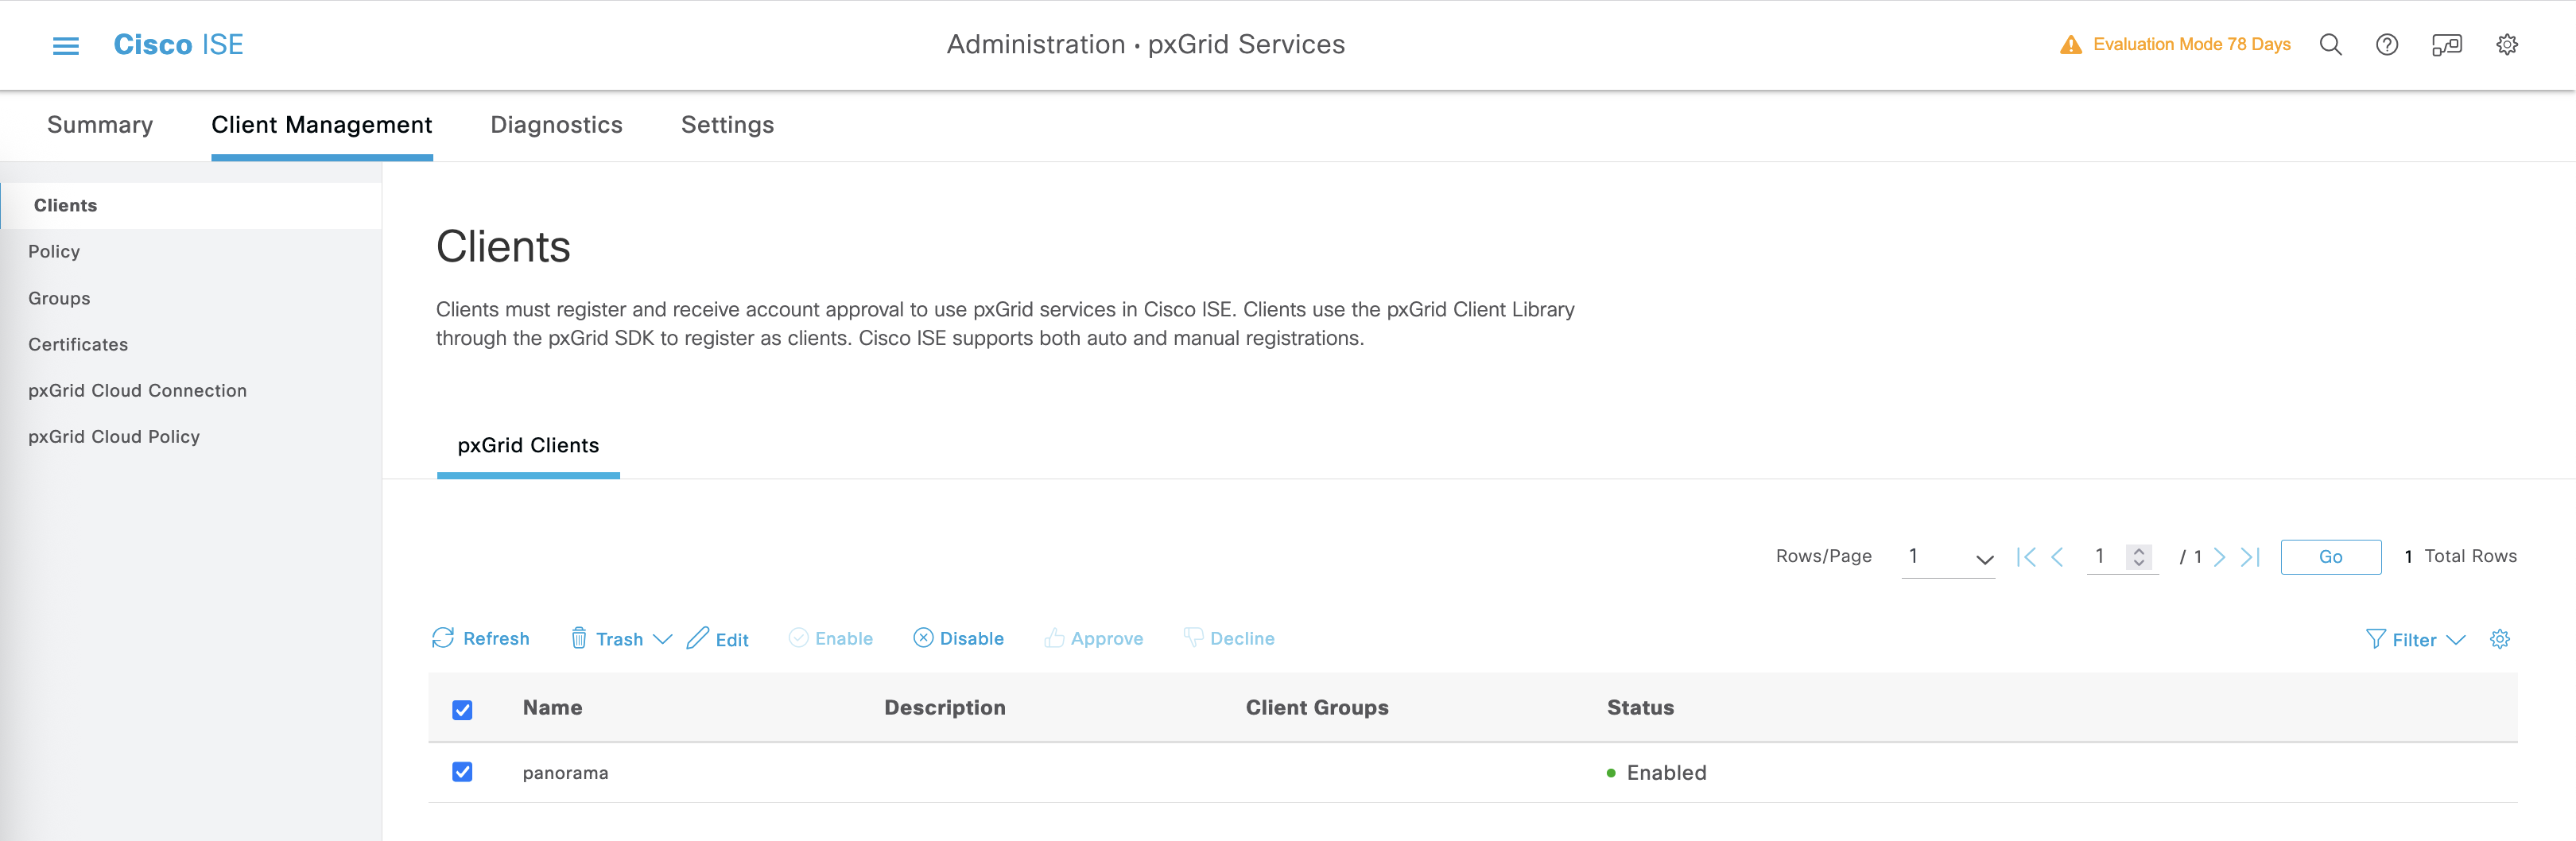 Cisco ISE
Administration · pxGrid Services
Evaluation Mode 78 Days
Summary
Client Management
Diagnostics
Settings
Clients
Policy
Groups
Certificates
pxGrid Cloud Connection
pxGrid Cloud Policy
Clients
Clients must register and receive account approval to use pxGrid services in Cisco ISE. Clients use the pxGrid Client Library
through the pxGrid SDK to register as clients. Cisco ISE supports both auto and manual registrations.
pxGrid Clients
Rows/Page 1 1 / 1 Go 1 Total Rows
Refresh Trash Edit Enable Disable Approve Decline Filter
Name Description Client Groups Status
panorama Enabled